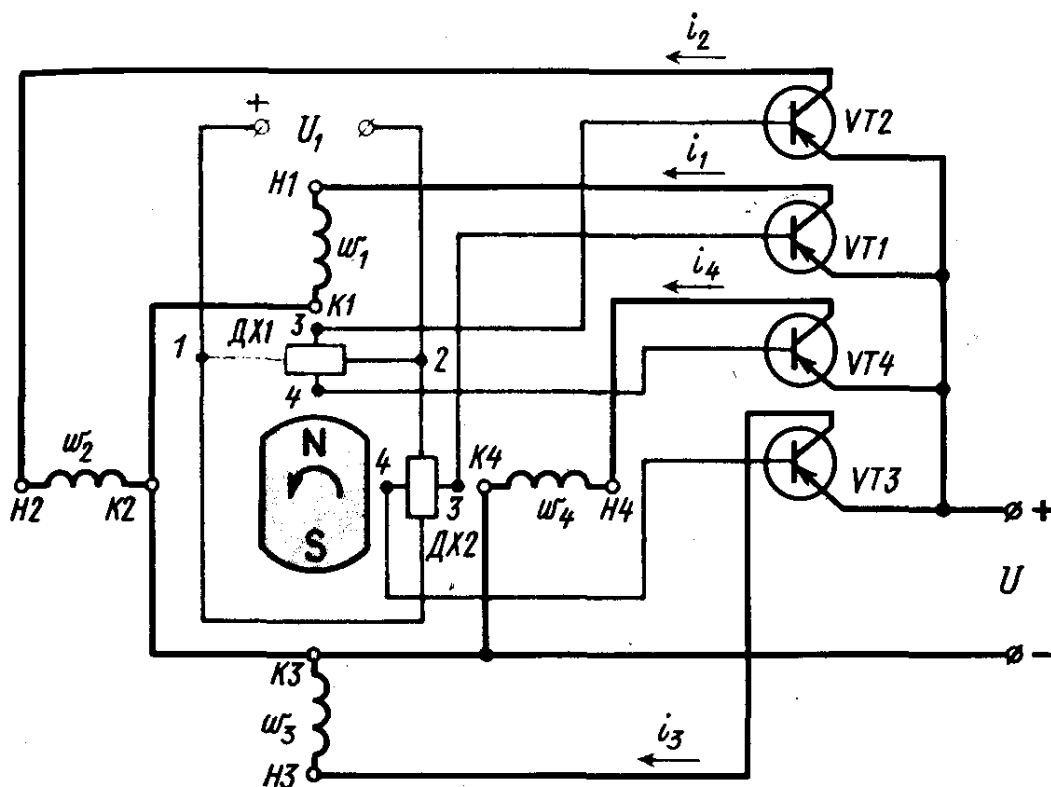 i₂
+ U₁
VT2
H1
i₁
w₁
VT1
K1
i₄
3
ДХ1
1
2
4
VT4
w₂
N
4
K4
H2
K2
3
w₄
H4
VT3
S
ДХ2
+
U
K3
−
w₃
i₃
H3